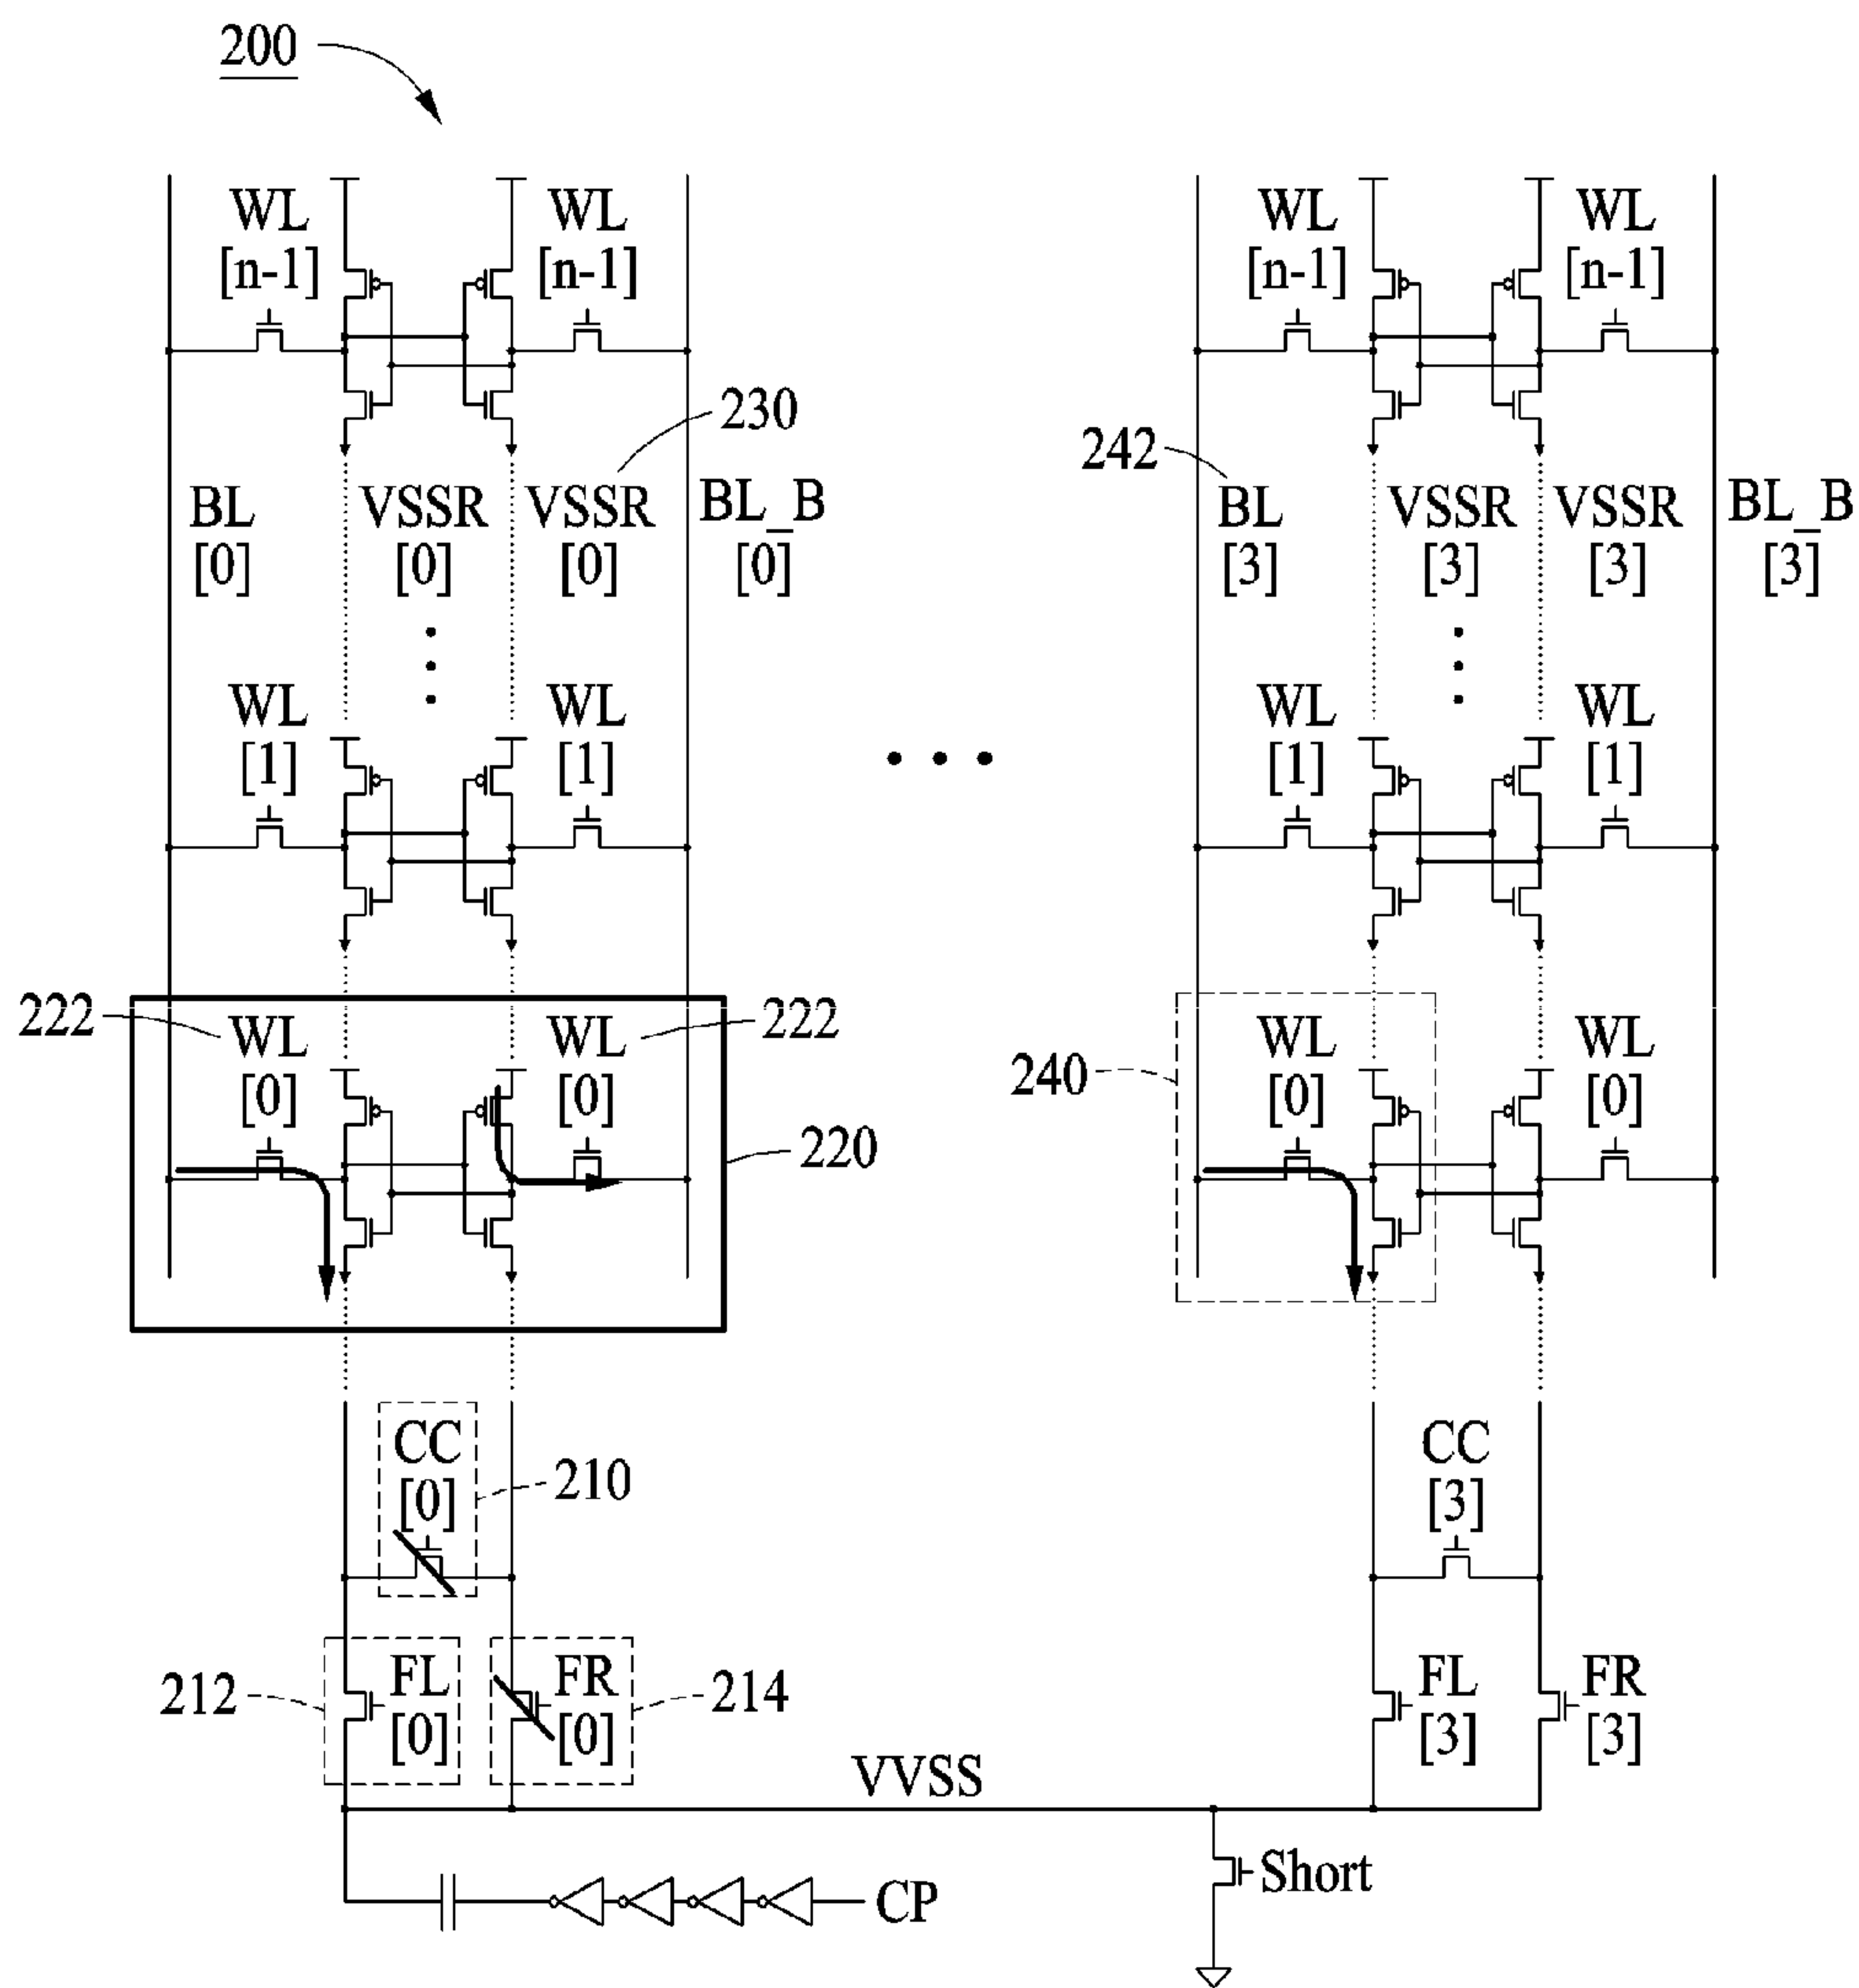 200
WL WL WL WL
[n-1] [n-1] [n-1] [n-1]
230
242
BL VSSR VSSR BL_B BL VSSR VSSR BL_B
[0] [0] [0] [0] [3] [3] [3] [3]
WL WL WL WL
[1] [1] [1] [1]
222 WL WL 222 WL WL
[0] [0] [0] [0]
240
220
CC CC
[0] 210 [3]
212 FL FR 214 FL FR
[0] [0] [3] [3]
VVSS
Short
CP